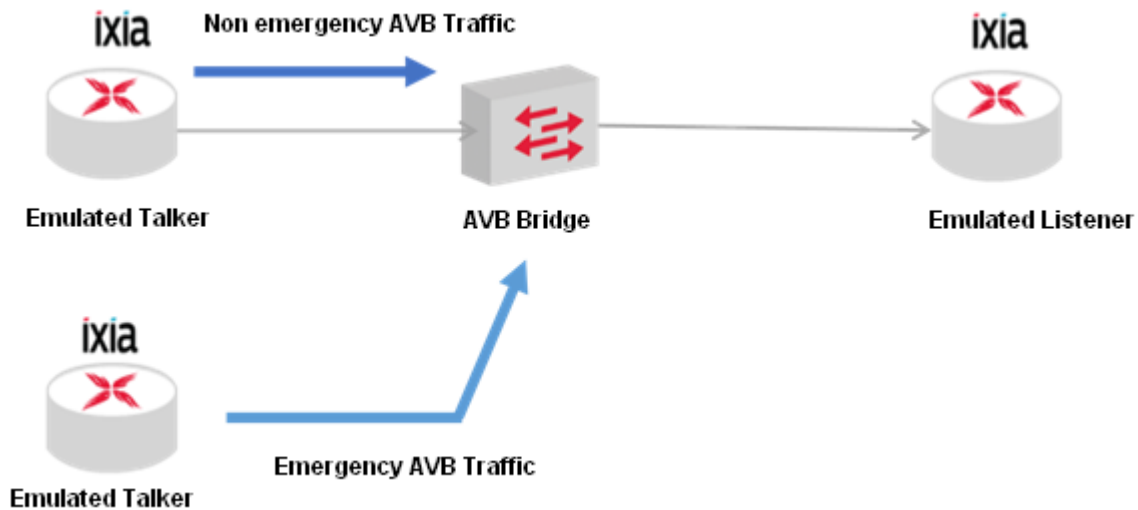 ixia
Non emergency AVB Traffic
ixia
Emulated Talker
AVB Bridge
Emulated Listener
ixia
Emergency AVB Traffic
Emulated Talker